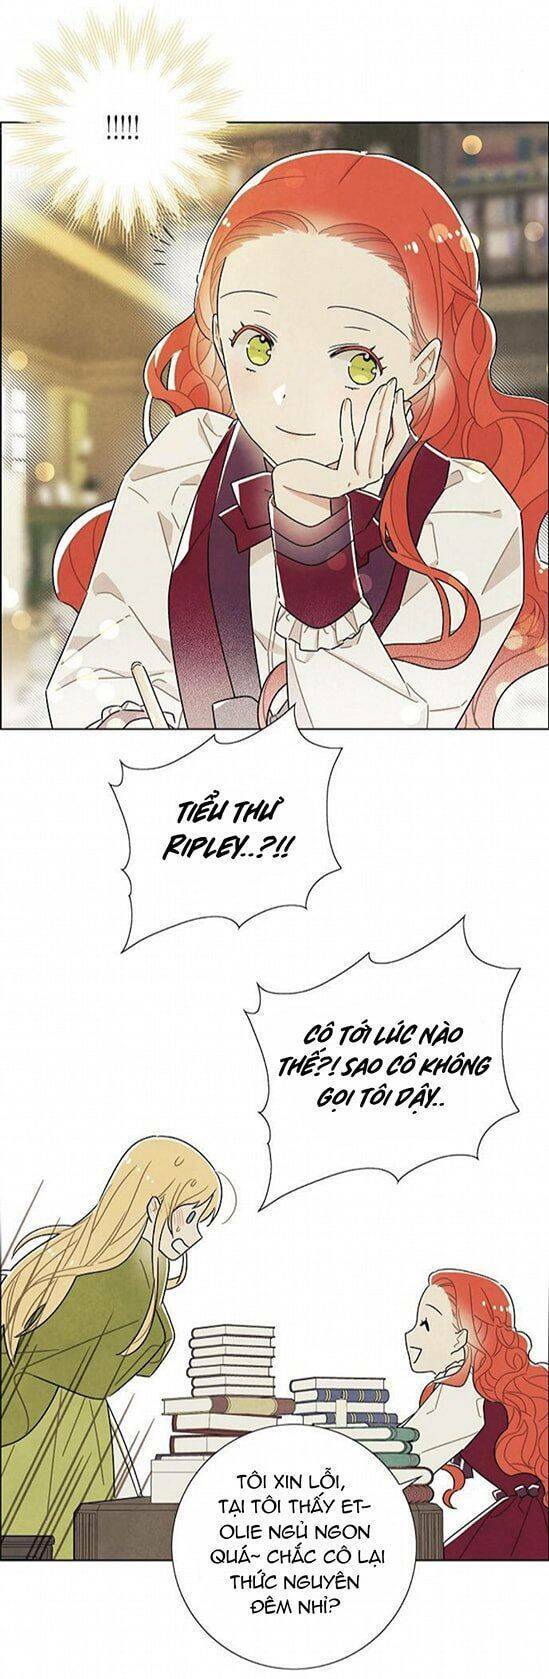 !!!!!
TIỂU THƯ
RIPLEY..?!!
CÔ TỚI LÚC NÀO
THẾ?! SAO CÔ KHÔNG
GỌI TÔI DẬY..
TÔI XIN LỖI,
TẠI TÔI THẤY ET-
OLIE NGỦ NGON
QUÁ~ CHẮC CÔ LẠI
THỨC NGUYÊN
ĐÊM NHỈ?